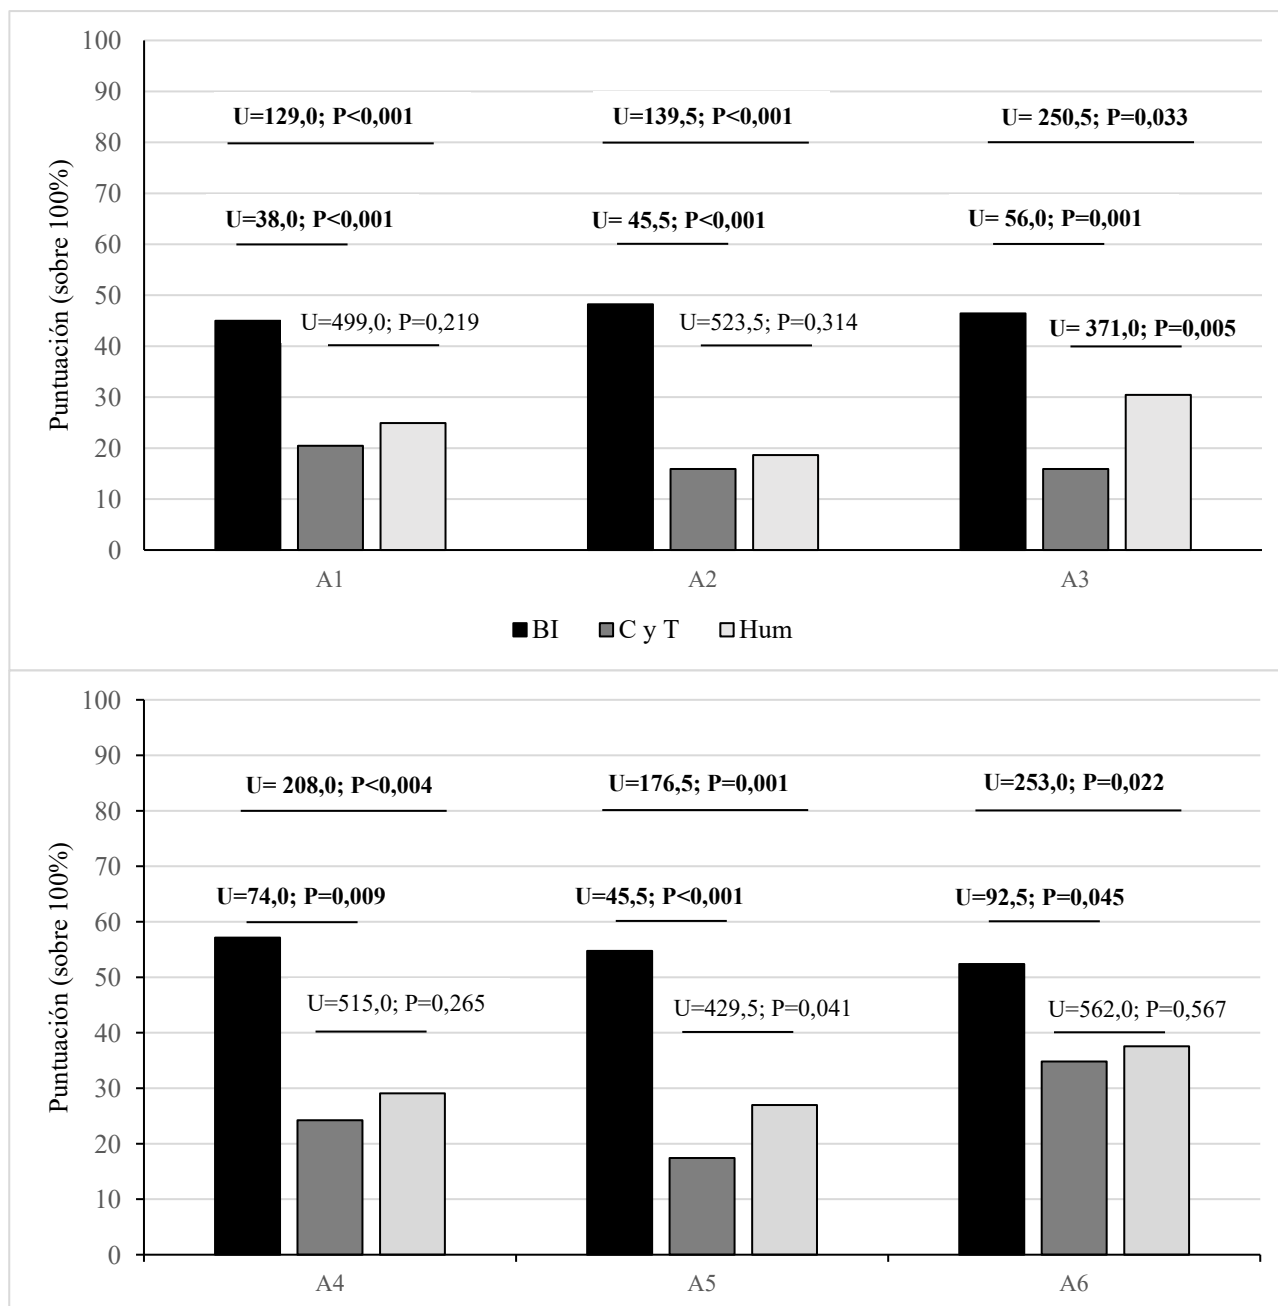 100
90
80
70
60
50
40
30
20
10
0
Puntuación (sobre 100%)
U=129,0; P<0,001
U=139,5; P<0,001
U= 250,5; P=0,033
U=38,0; P<0,001
U= 45,5; P<0,001
U= 56,0; P=0,001
U=499,0; P=0,219
U=523,5; P=0,314
U= 371,0; P=0,005
A1
A2
A3
BI
C y T
Hum
100
90
80
70
60
50
40
30
20
10
0
Puntuación (sobre 100%)
U= 208,0; P<0,004
U=176,5; P=0,001
U=253,0; P=0,022
U=74,0; P=0,009
U=45,5; P<0,001
U=92,5; P=0,045
U=515,0; P=0,265
U=429,5; P=0,041
U=562,0; P=0,567
A4
A5
A6